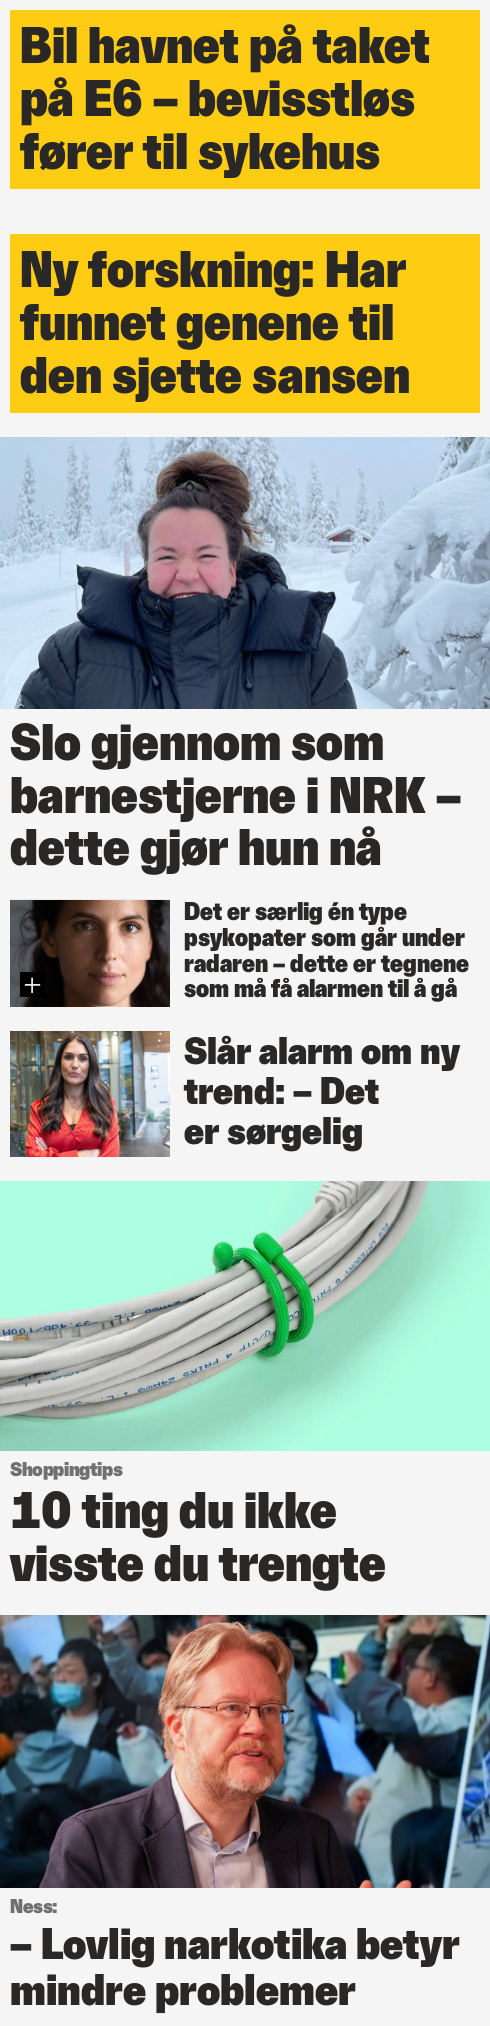 Bil havnet på taket
på E6 – bevisstløs
fører til sykehus
Ny forskning: Har
funnet genene til
den sjette sansen
Slo gjennom som
barnestjerne i NRK –
dette gjør hun nå
Det er særlig én type
psykopater som går under
radaren – dette er tegnene
som må få alarmen til å gå
Slår alarm om ny
trend: – Det
er sørgelig
Shoppingtips
10 ting du ikke
visste du trengte
Ness:
– Lovlig narkotika betyr
mindre problemer